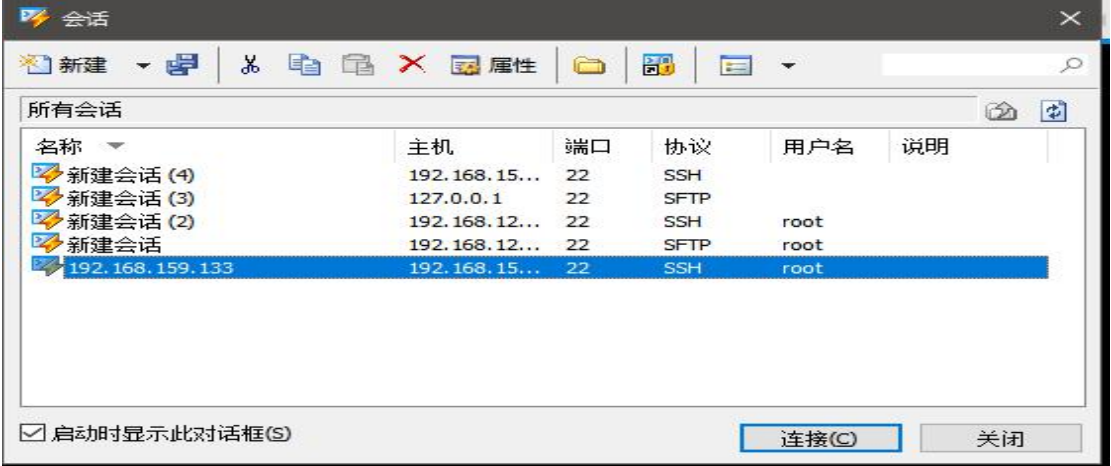 会话
新建 属性
所有会话
名称 主机 端口 协议 用户名 说明
新建会话 (4) 192.168.15... 22 SSH
新建会话 (3) 127.0.0.1 22 SFTP
新建会话 (2) 192.168.12... 22 SSH root
新建会话 192.168.12... 22 SFTP root
192.168.159.133 192.168.15... 22 SSH root
启动时显示此对话框(S) 连接(C) 关闭